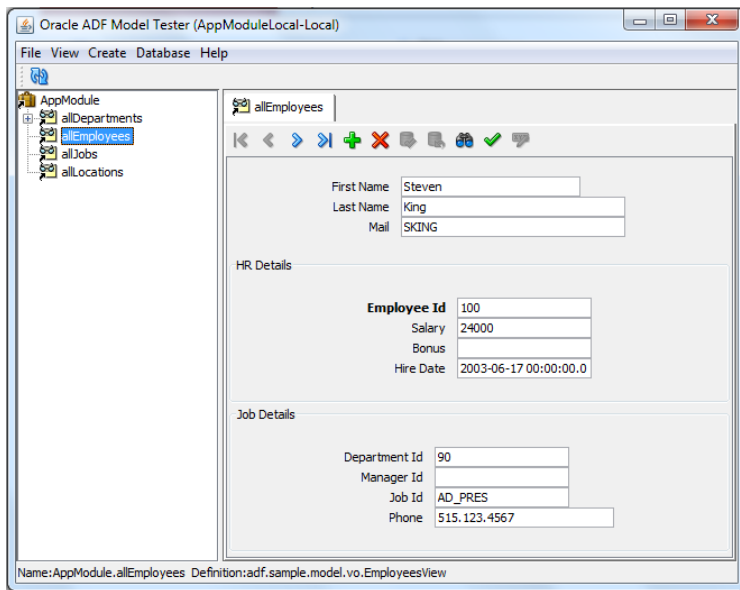 Oracle ADF Model Tester (AppModuleLocal-Local)
File View Create Database Help
AppModule
allDepartments
allEmployees
allJobs
allLocations
allEmployees
First Name Steven
Last Name King
Mail SKING
HR Details
Employee Id 100
Salary 24000
Bonus
Hire Date 2003-06-17 00:00:00.0
Job Details
Department Id 90
Manager Id
Job Id AD_PRES
Phone 515.123.4567
Name:AppModule.allEmployees Definition:adf.sample.model.vo.EmployeesView